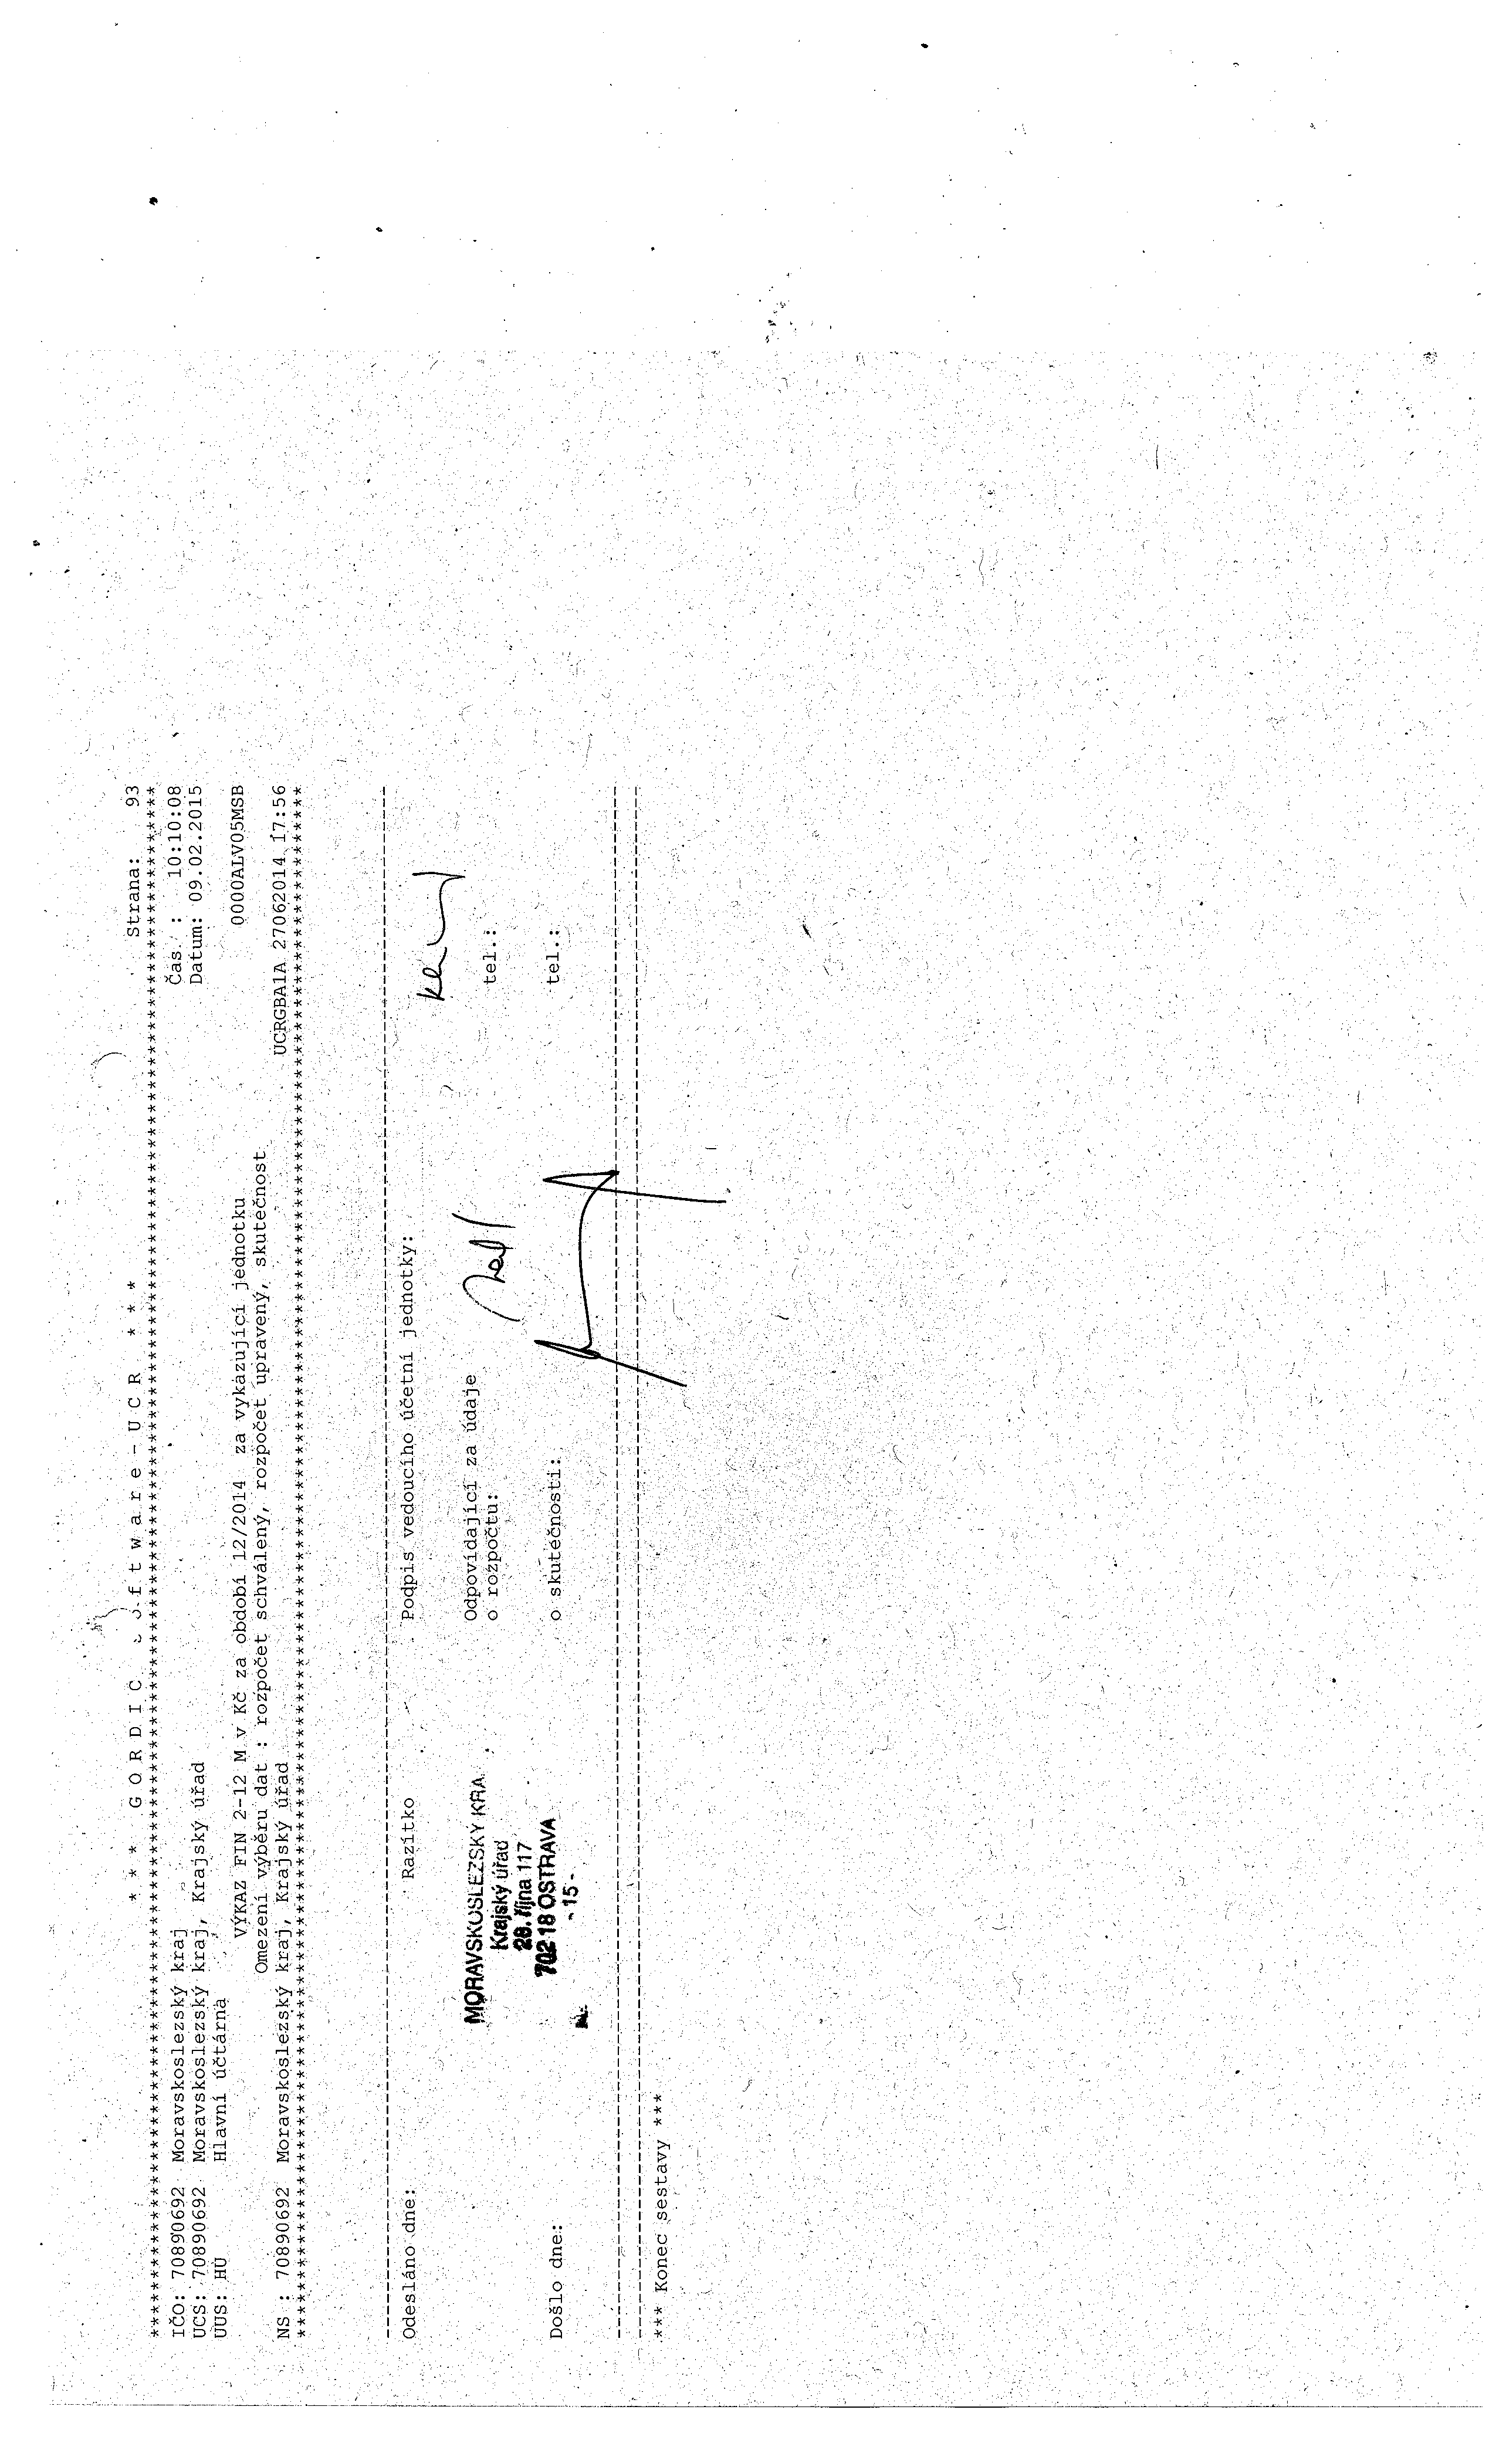 * * *   G O R D I C   s o f t w a r e - U C R   * * *   Strana:   93
********************************************************************************
IČO: 70890692  Moravskoslezský kraj   Čas : 10:10:08
UCS: 70890692  Moravskoslezský kraj, Krajský úřad   Datum: 09.02.2015
ÚUS: HÚ   Hlavní účtárna
VÝKAZ FIN 2-12 M v Kč za období 12/2014  za vykazující jednotku   0000ALV05MSB
Omezení výběru dat : rozpočet schválený, rozpočet upravený, skutečnost
NS : 70890692  Moravskoslezský kraj, Krajský úřad   UCRGBA1A 27062014 17:56
********************************************************************************
Odesláno dne:   Razítko   Podpis vedoucího účetní jednotky:
MORAVSKOSLEZSKÝ KRA
Krajský úřad
28. října 117
702 18 OSTRAVA
- 15 -
Odpovídající za údaje
o rozpočtu:   tel.:
Došlo dne:   o skutečnosti:   tel.:
*** Konec sestavy ***